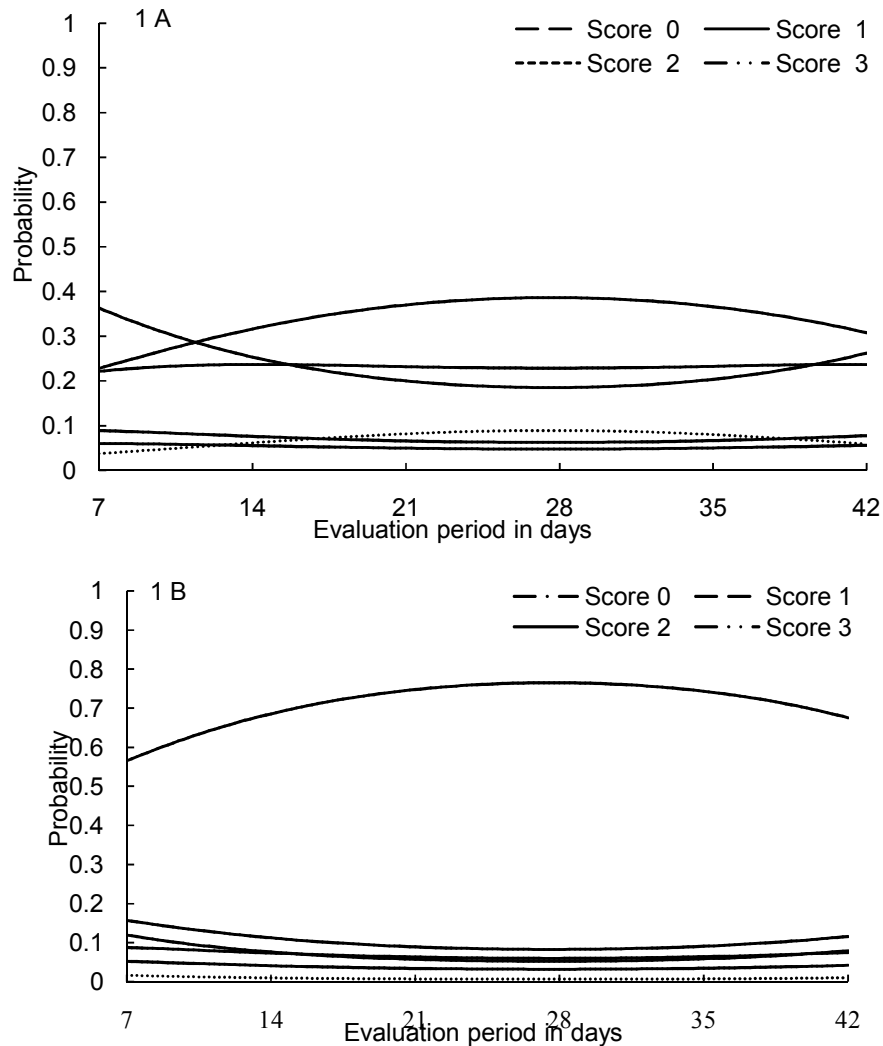 1 A
Score 0 Score 1
Score 2 Score 3
1
0.9
0.8
0.7
0.6
0.5
0.4
0.3
0.2
0.1
0
Probability
7 14 21 28 35 42
Evaluation period in days
1 B
Score 0 Score 1
Score 2 Score 3
1
0.9
0.8
0.7
0.6
0.5
0.4
0.3
0.2
0.1
0
Probability
7 14 21 28 35 42
Evaluation period in days